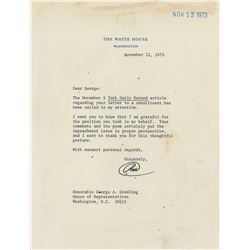 NOV 13 1973
THE WHITE HOUSE
WASHINGTON
November 12, 1973
Dear George:
The November 6 York Daily Record article
regarding your letter to a constituent has
been called to my attention.
I want you to know that I am grateful for the
position you took in my behalf. Your
comments and the poem certainly put the
impeachment issue in proper perspective,
and I want to thank you for this thoughtful
gesture.
With warmest personal regards,
Sincerely,
Honorable George A. Goodling
House of Representatives
Washington, D.C. 20515